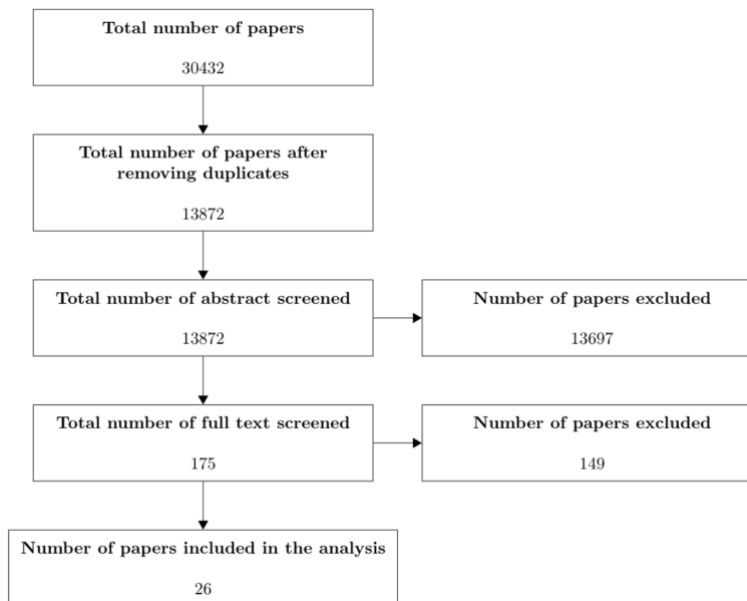 Total number of papers
30432
Total number of papers after
removing duplicates
13872
Total number of abstract screened
13872
Number of papers excluded
13697
Total number of full text screened
175
Number of papers excluded
149
Number of papers included in the analysis
26